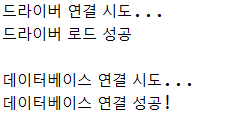 드라이버 연결 시도...
드라이버 로드 성공
데이터베이스 연결 시도...
데이터베이스 연결 성공!